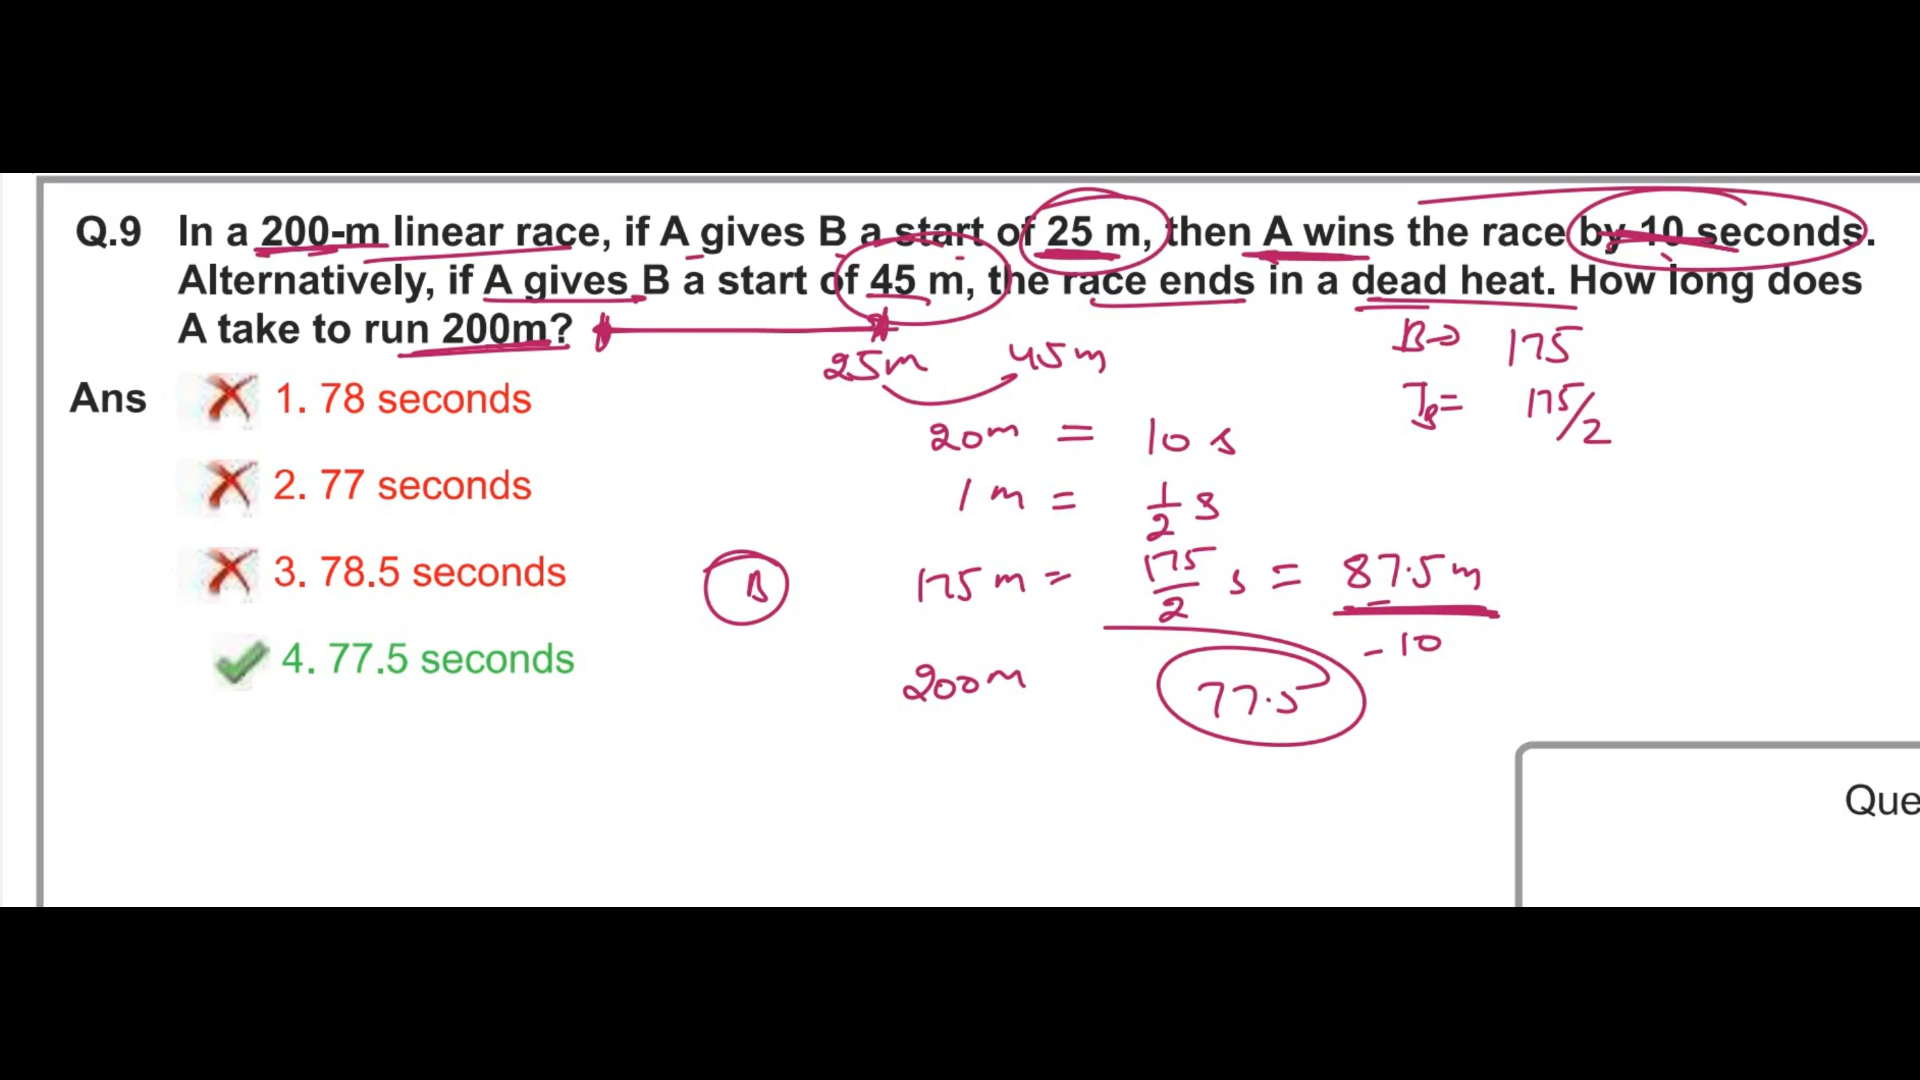 Q.9 In a 200-m linear race, if A gives B a start of 25 m, then A wins the race by 10 seconds.
Alternatively, if A gives B a start of 45 m, the race ends in a dead heat. How long does
A take to run 200m?
B→ 175
25m 45m
Ans 1. 78 seconds
T_B= 175/2
20m = 10 s
2. 77 seconds
1 m = 1/2 s
3. 78.5 seconds
B 175 m = 175/2 s = 87.5 m
- 10
4. 77.5 seconds
200m 77.5
Que